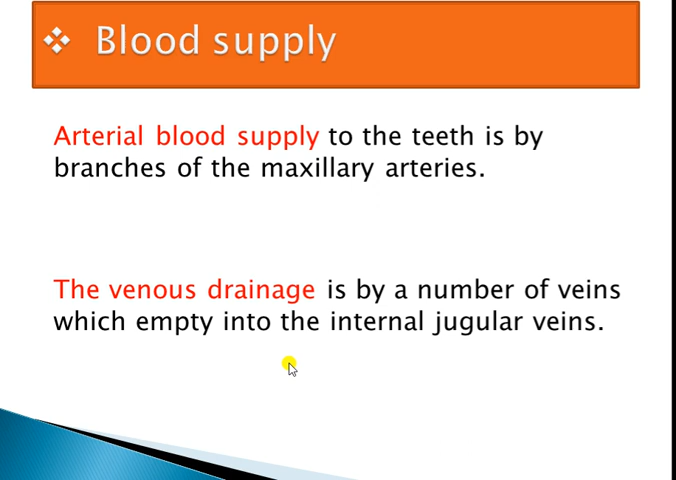 Blood supply
Arterial blood supply to the teeth is by
branches of the maxillary arteries.
The venous drainage is by a number of veins
which empty into the internal jugular veins.